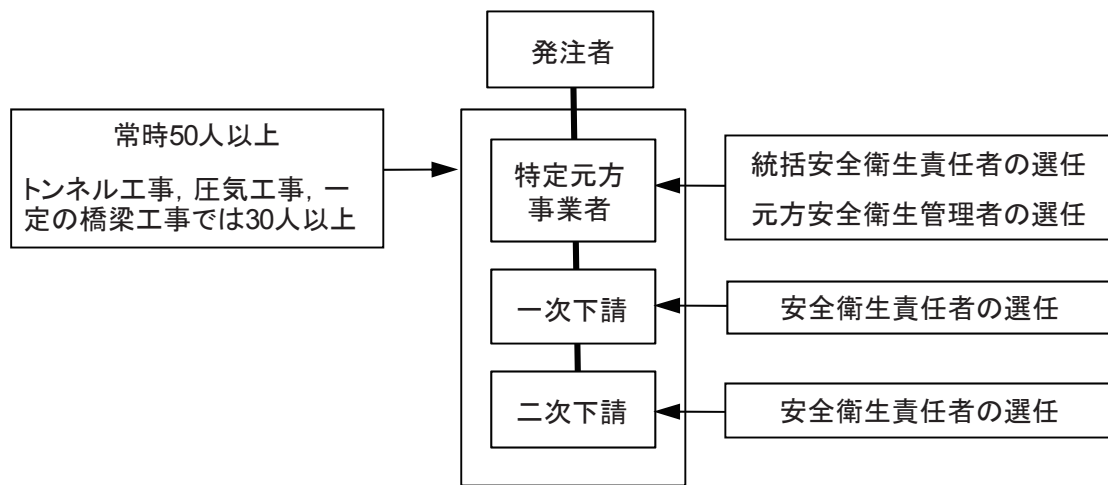 発注者
常時50人以上
トンネル工事，圧気工事，一
定の橋梁工事では30人以上
特定元方
事業者
統括安全衛生責任者の選任
元方安全衛生管理者の選任
一次下請
安全衛生責任者の選任
二次下請
安全衛生責任者の選任